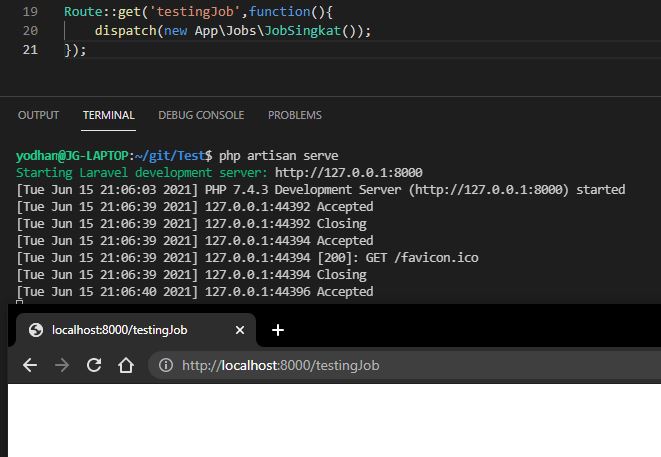 19 Route::get('testingJob',function(){
20 dispatch(new App\Jobs\JobSingkat());
21 });
OUTPUT TERMINAL DEBUG CONSOLE PROBLEMS
yodhan@JG-LAPTOP:~/git/Test$ php artisan serve
Starting Laravel development server: http://127.0.0.1:8000
[Tue Jun 15 21:06:03 2021] PHP 7.4.3 Development Server (http://127.0.0.1:8000) started
[Tue Jun 15 21:06:39 2021] 127.0.0.1:44392 Accepted
[Tue Jun 15 21:06:39 2021] 127.0.0.1:44392 Closing
[Tue Jun 15 21:06:39 2021] 127.0.0.1:44394 Accepted
[Tue Jun 15 21:06:39 2021] 127.0.0.1:44394 [200]: GET /favicon.ico
[Tue Jun 15 21:06:39 2021] 127.0.0.1:44394 Closing
[Tue Jun 15 21:06:40 2021] 127.0.0.1:44396 Accepted
localhost:8000/testingJob
http://localhost:8000/testingJob